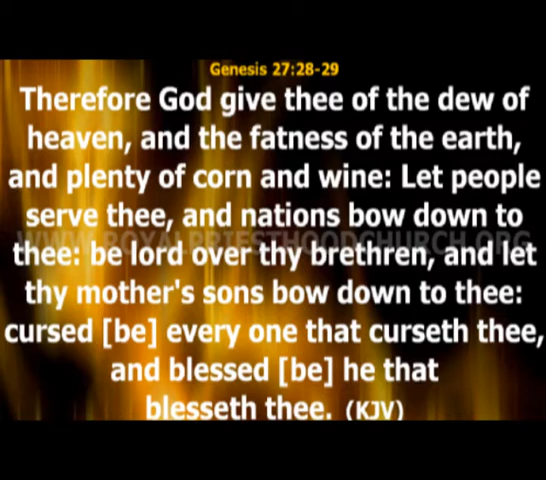 Genesis 27:28-29
Therefore God give thee of the dew of
heaven, and the fatness of the earth,
and plenty of corn and wine: Let people
serve thee, and nations bow down to
WWW.ROYALPRIESTHOODCHURCH.ORG
thee: be lord over thy brethren, and let
thy mother's sons bow down to thee:
cursed [be] every one that curseth thee,
and blessed [be] he that
blesseth thee. (KJV)